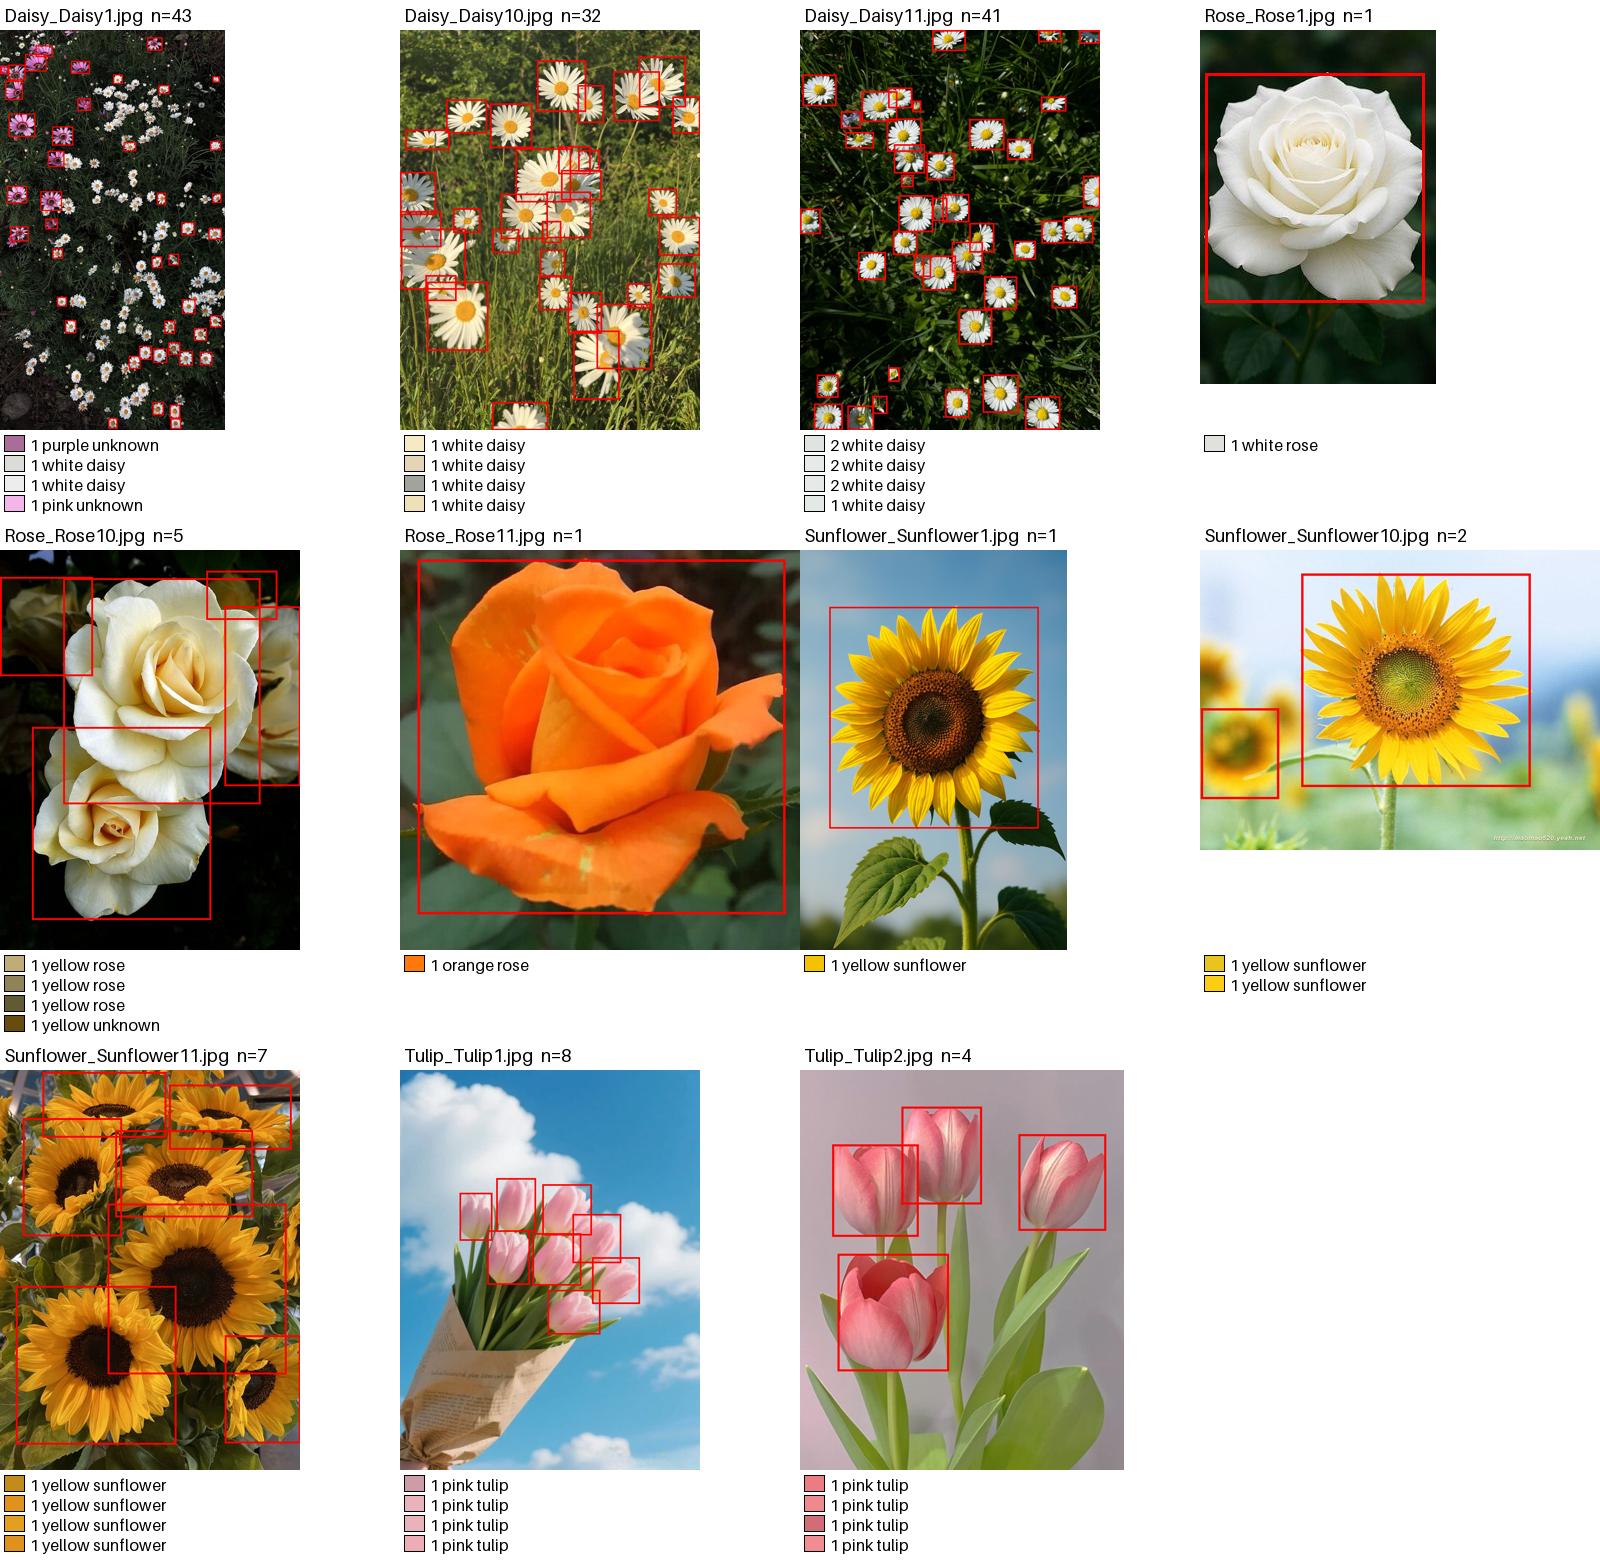 Daisy_Daisy1.jpg n=43
Daisy_Daisy10.jpg n=32
Daisy_Daisy11.jpg n=41
Rose_Rose1.jpg n=1
1 purple unknown
1 white daisy
1 white daisy
1 pink unknown
1 white daisy
1 white daisy
1 white daisy
1 white daisy
2 white daisy
2 white daisy
2 white daisy
1 white daisy
1 white rose
Rose_Rose10.jpg n=5
Rose_Rose11.jpg n=1
Sunflower_Sunflower1.jpg n=1
Sunflower_Sunflower10.jpg n=2
http://maomao520.yeah.net
1 yellow rose
1 yellow rose
1 yellow rose
1 yellow unknown
1 orange rose
1 yellow sunflower
1 yellow sunflower
1 yellow sunflower
Sunflower_Sunflower11.jpg n=7
Tulip_Tulip1.jpg n=8
Tulip_Tulip2.jpg n=4
1 yellow sunflower
1 yellow sunflower
1 yellow sunflower
1 yellow sunflower
1 pink tulip
1 pink tulip
1 pink tulip
1 pink tulip
1 pink tulip
1 pink tulip
1 pink tulip
1 pink tulip